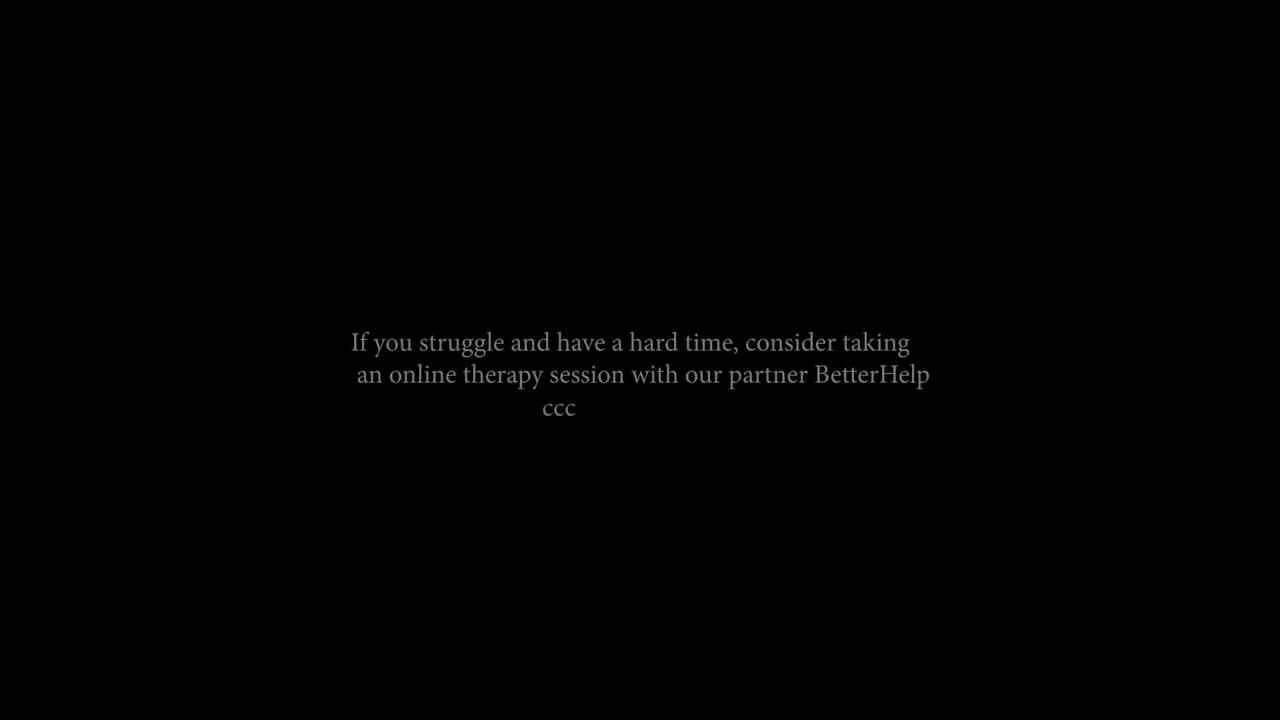 If you struggle and have a hard time, consider taking
an online therapy session with our partner BetterHelp
ccc